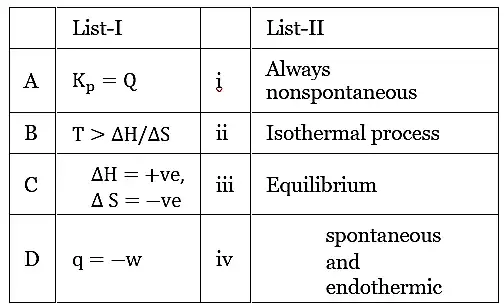 List-I List-II
A K_p = Q i Always nonspontaneous
B T > ΔH/ΔS ii Isothermal process
C ΔH = +ve, Δ S = −ve iii Equilibrium
D q = −w iv spontaneous and endothermic